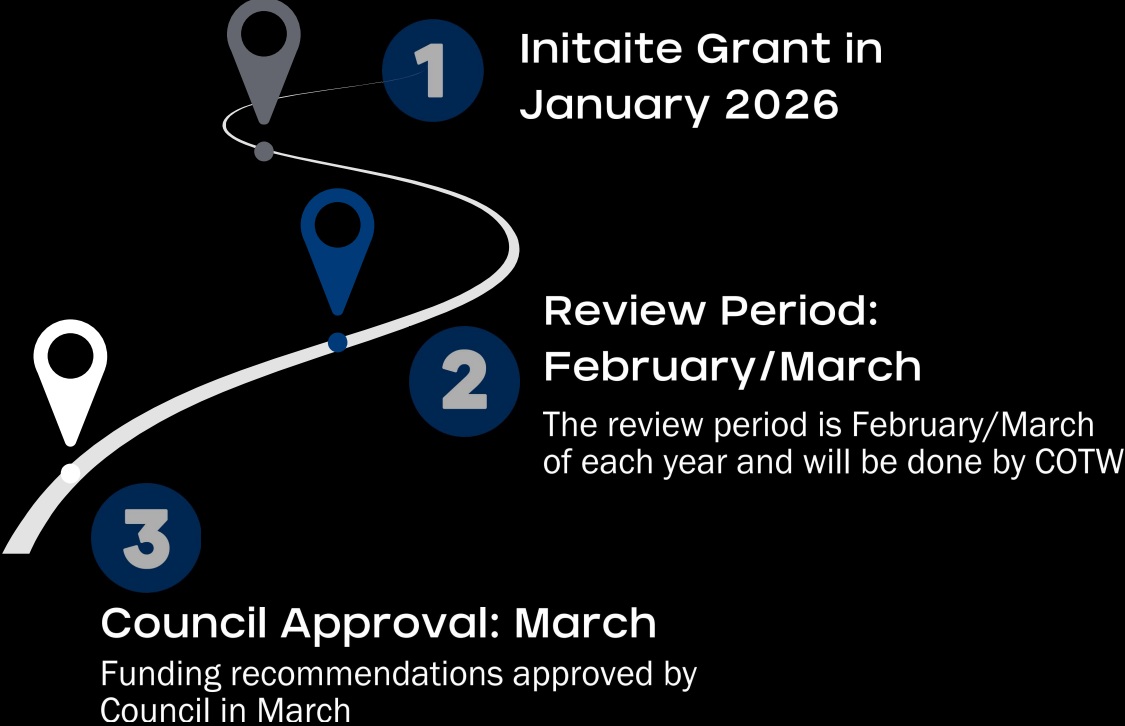 1
Initaite Grant in
January 2026
2
Review Period:
February/March
The review period is February/March
of each year and will be done by COTW
3
Council Approval: March
Funding recommendations approved by
Council in March